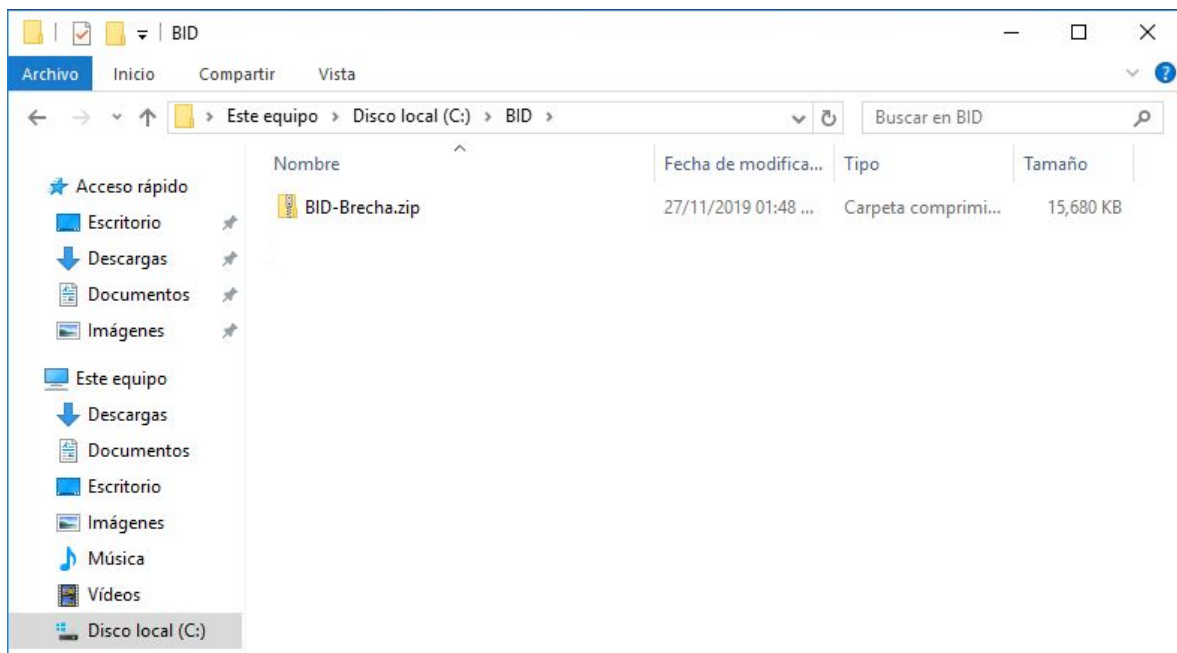 BID
Archivo Inicio Compartir Vista
Este equipo Disco local (C:) BID Buscar en BID
Nombre Fecha de modifica... Tipo Tamaño
BID-Brecha.zip 27/11/2019 01:48 ... Carpeta comprimi... 15,680 KB
Acceso rápido
Escritorio
Descargas
Documentos
Imágenes
Este equipo
Descargas
Documentos
Escritorio
Imágenes
Música
Vídeos
Disco local (C:)